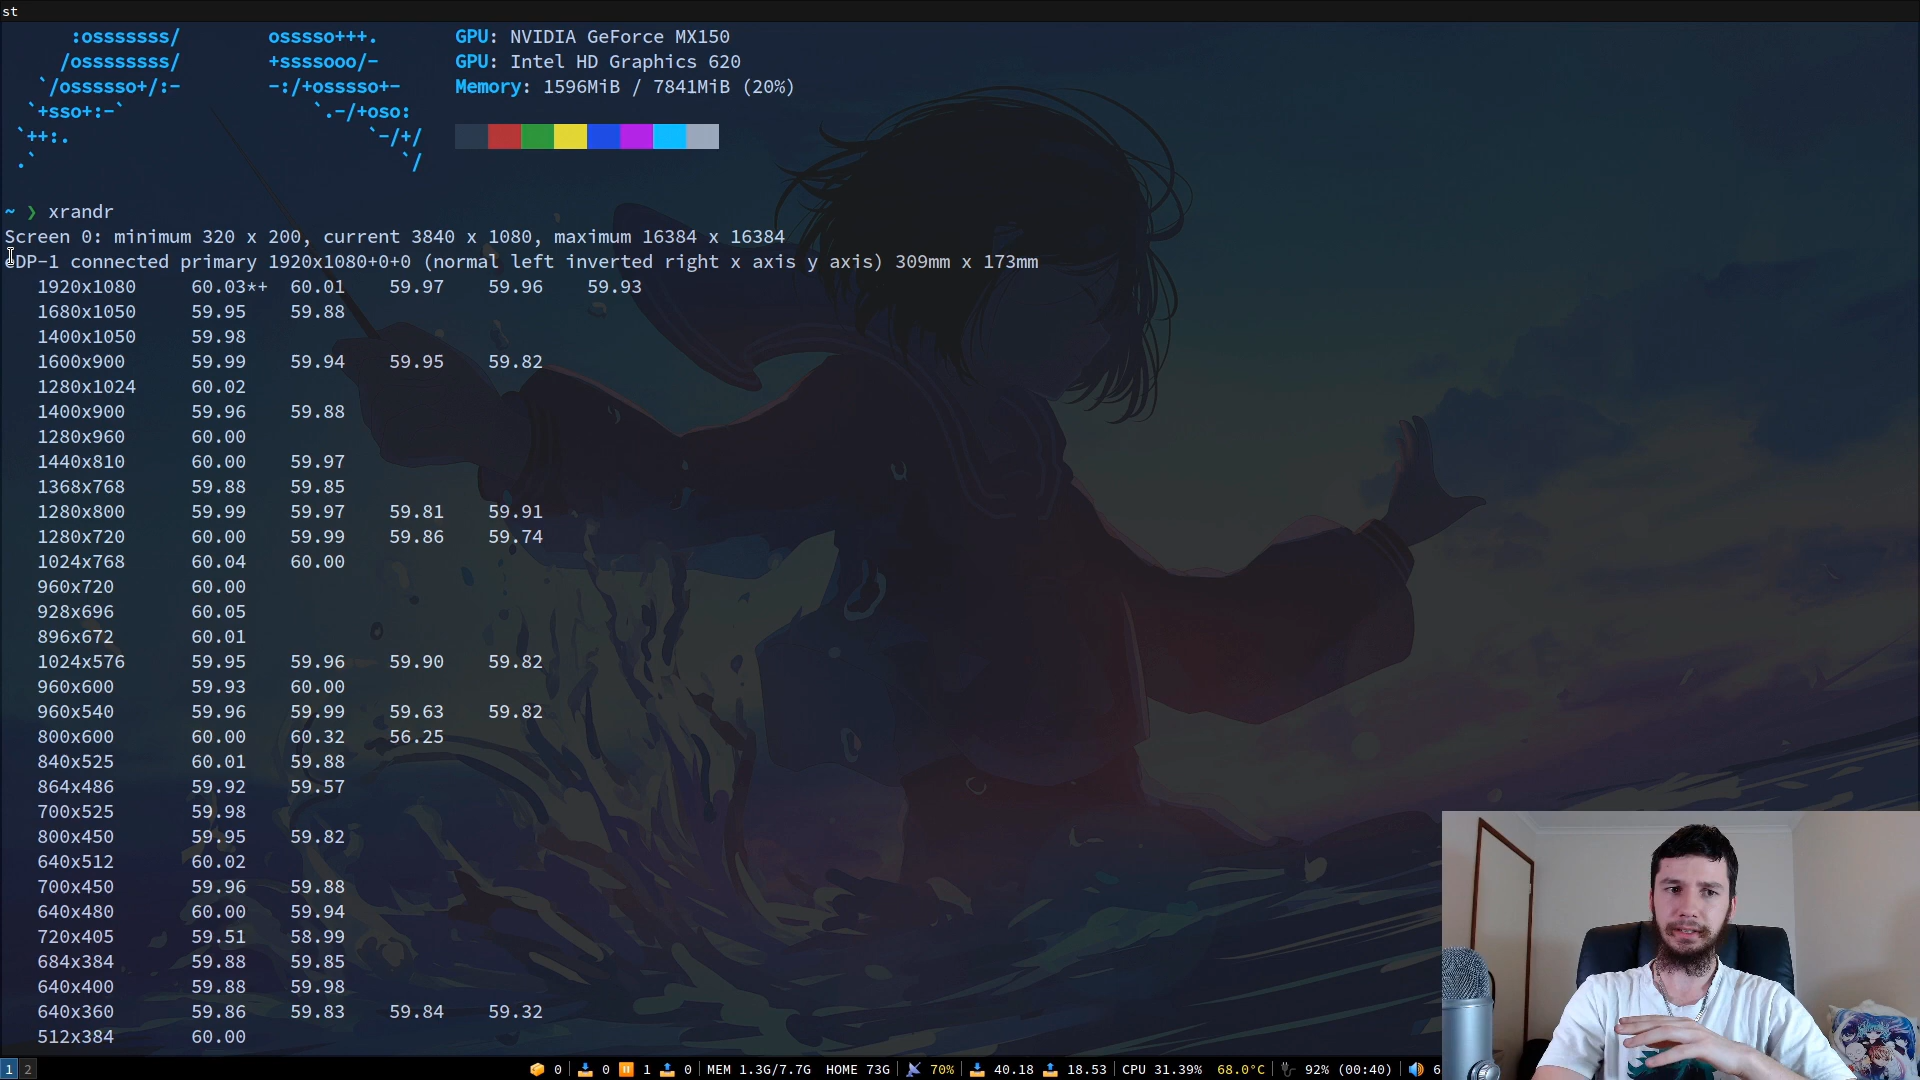 st
:osssssss/ osssso+++. GPU: NVIDIA GeForce MX150
/ossssssss/ +ssssooo/- GPU: Intel HD Graphics 620
`/ossssso+/:- -:/+osssso+- Memory: 1596MiB / 7841MiB (20%)
`+sso+:-` `.-/+oso:
`++:. `-/+/
.` `/
~ ❯ xrandr
Screen 0: minimum 320 x 200, current 3840 x 1080, maximum 16384 x 16384
eDP-1 connected primary 1920x1080+0+0 (normal left inverted right x axis y axis) 309mm x 173mm
1920x1080 60.03*+ 60.01 59.97 59.96 59.93
1680x1050 59.95 59.88
1400x1050 59.98
1600x900 59.99 59.94 59.95 59.82
1280x1024 60.02
1400x900 59.96 59.88
1280x960 60.00
1440x810 60.00 59.97
1368x768 59.88 59.85
1280x800 59.99 59.97 59.81 59.91
1280x720 60.00 59.99 59.86 59.74
1024x768 60.04 60.00
960x720 60.00
928x696 60.05
896x672 60.01
1024x576 59.95 59.96 59.90 59.82
960x600 59.93 60.00
960x540 59.96 59.99 59.63 59.82
800x600 60.00 60.32 56.25
840x525 60.01 59.88
864x486 59.92 59.57
700x525 59.98
800x450 59.95 59.82
640x512 60.02
700x450 59.96 59.88
640x480 60.00 59.94
720x405 59.51 58.99
684x384 59.88 59.85
640x400 59.88 59.98
640x360 59.86 59.83 59.84 59.32
512x384 60.00
1 2 0 0 1 0 MEM 1.3G/7.7G HOME 73G 70% 40.18 18.53 CPU 31.39% 68.0°C 92% (00:40) 6